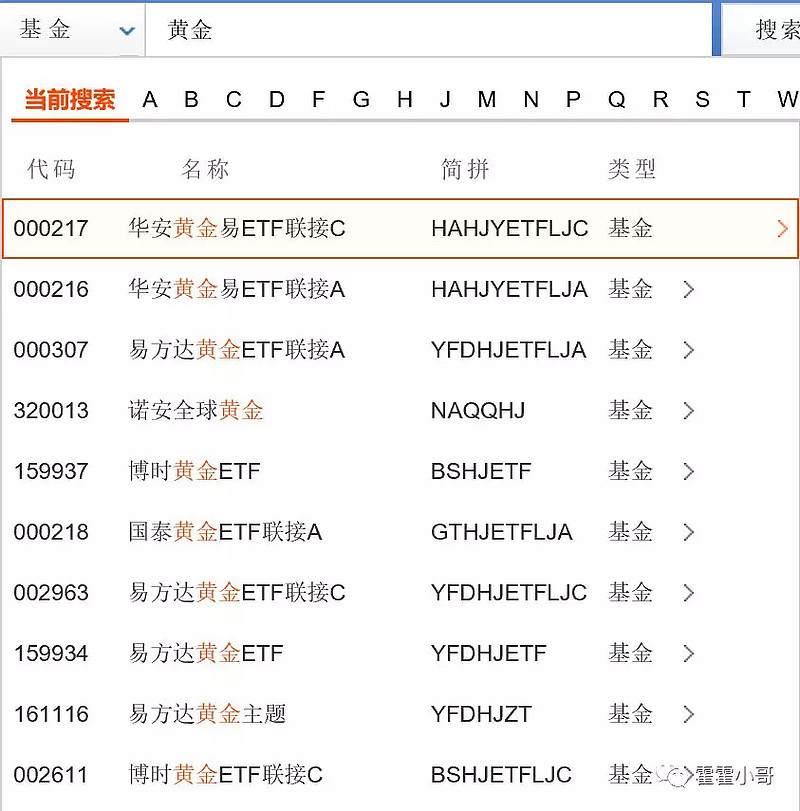 基金 黄金 搜索
当前搜索 A B C D F G H J M N P Q R S T W
代码 名称 简拼 类型
000217 华安黄金易ETF联接C HAHJYETFLJC 基金
000216 华安黄金易ETF联接A HAHJYETFLJA 基金
000307 易方达黄金ETF联接A YFDHJETFLJA 基金
320013 诺安全球黄金 NAQQHJ 基金
159937 博时黄金ETF BSHJETF 基金
000218 国泰黄金ETF联接A GTHJETFLJA 基金
002963 易方达黄金ETF联接C YFDHJETFLJC 基金
159934 易方达黄金ETF YFDHJETF 基金
161116 易方达黄金主题 YFDHJZT 基金
002611 博时黄金ETF联接C BSHJETFLJC 基金 霍霍小哥